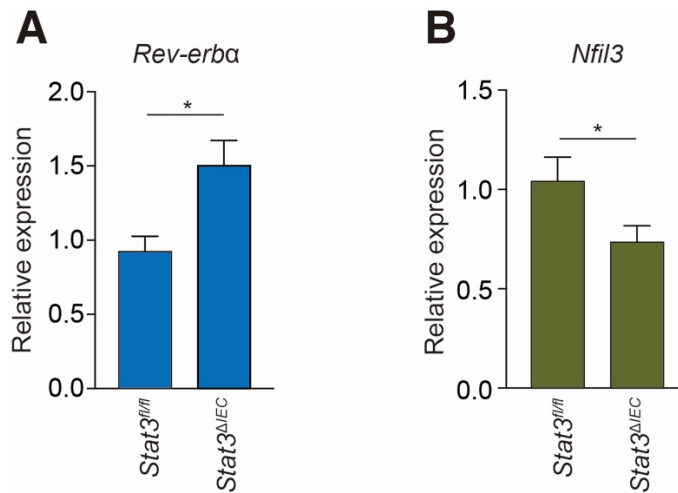 A
Rev-erbα
Relative expression
2.0
1.5
1.0
0.5
0.0
*
Stat3fl/fl
Stat3ΔIEC
B
Nfil3
Relative expression
1.5
1.0
0.5
0.0
*
Stat3fl/fl
Stat3ΔIEC